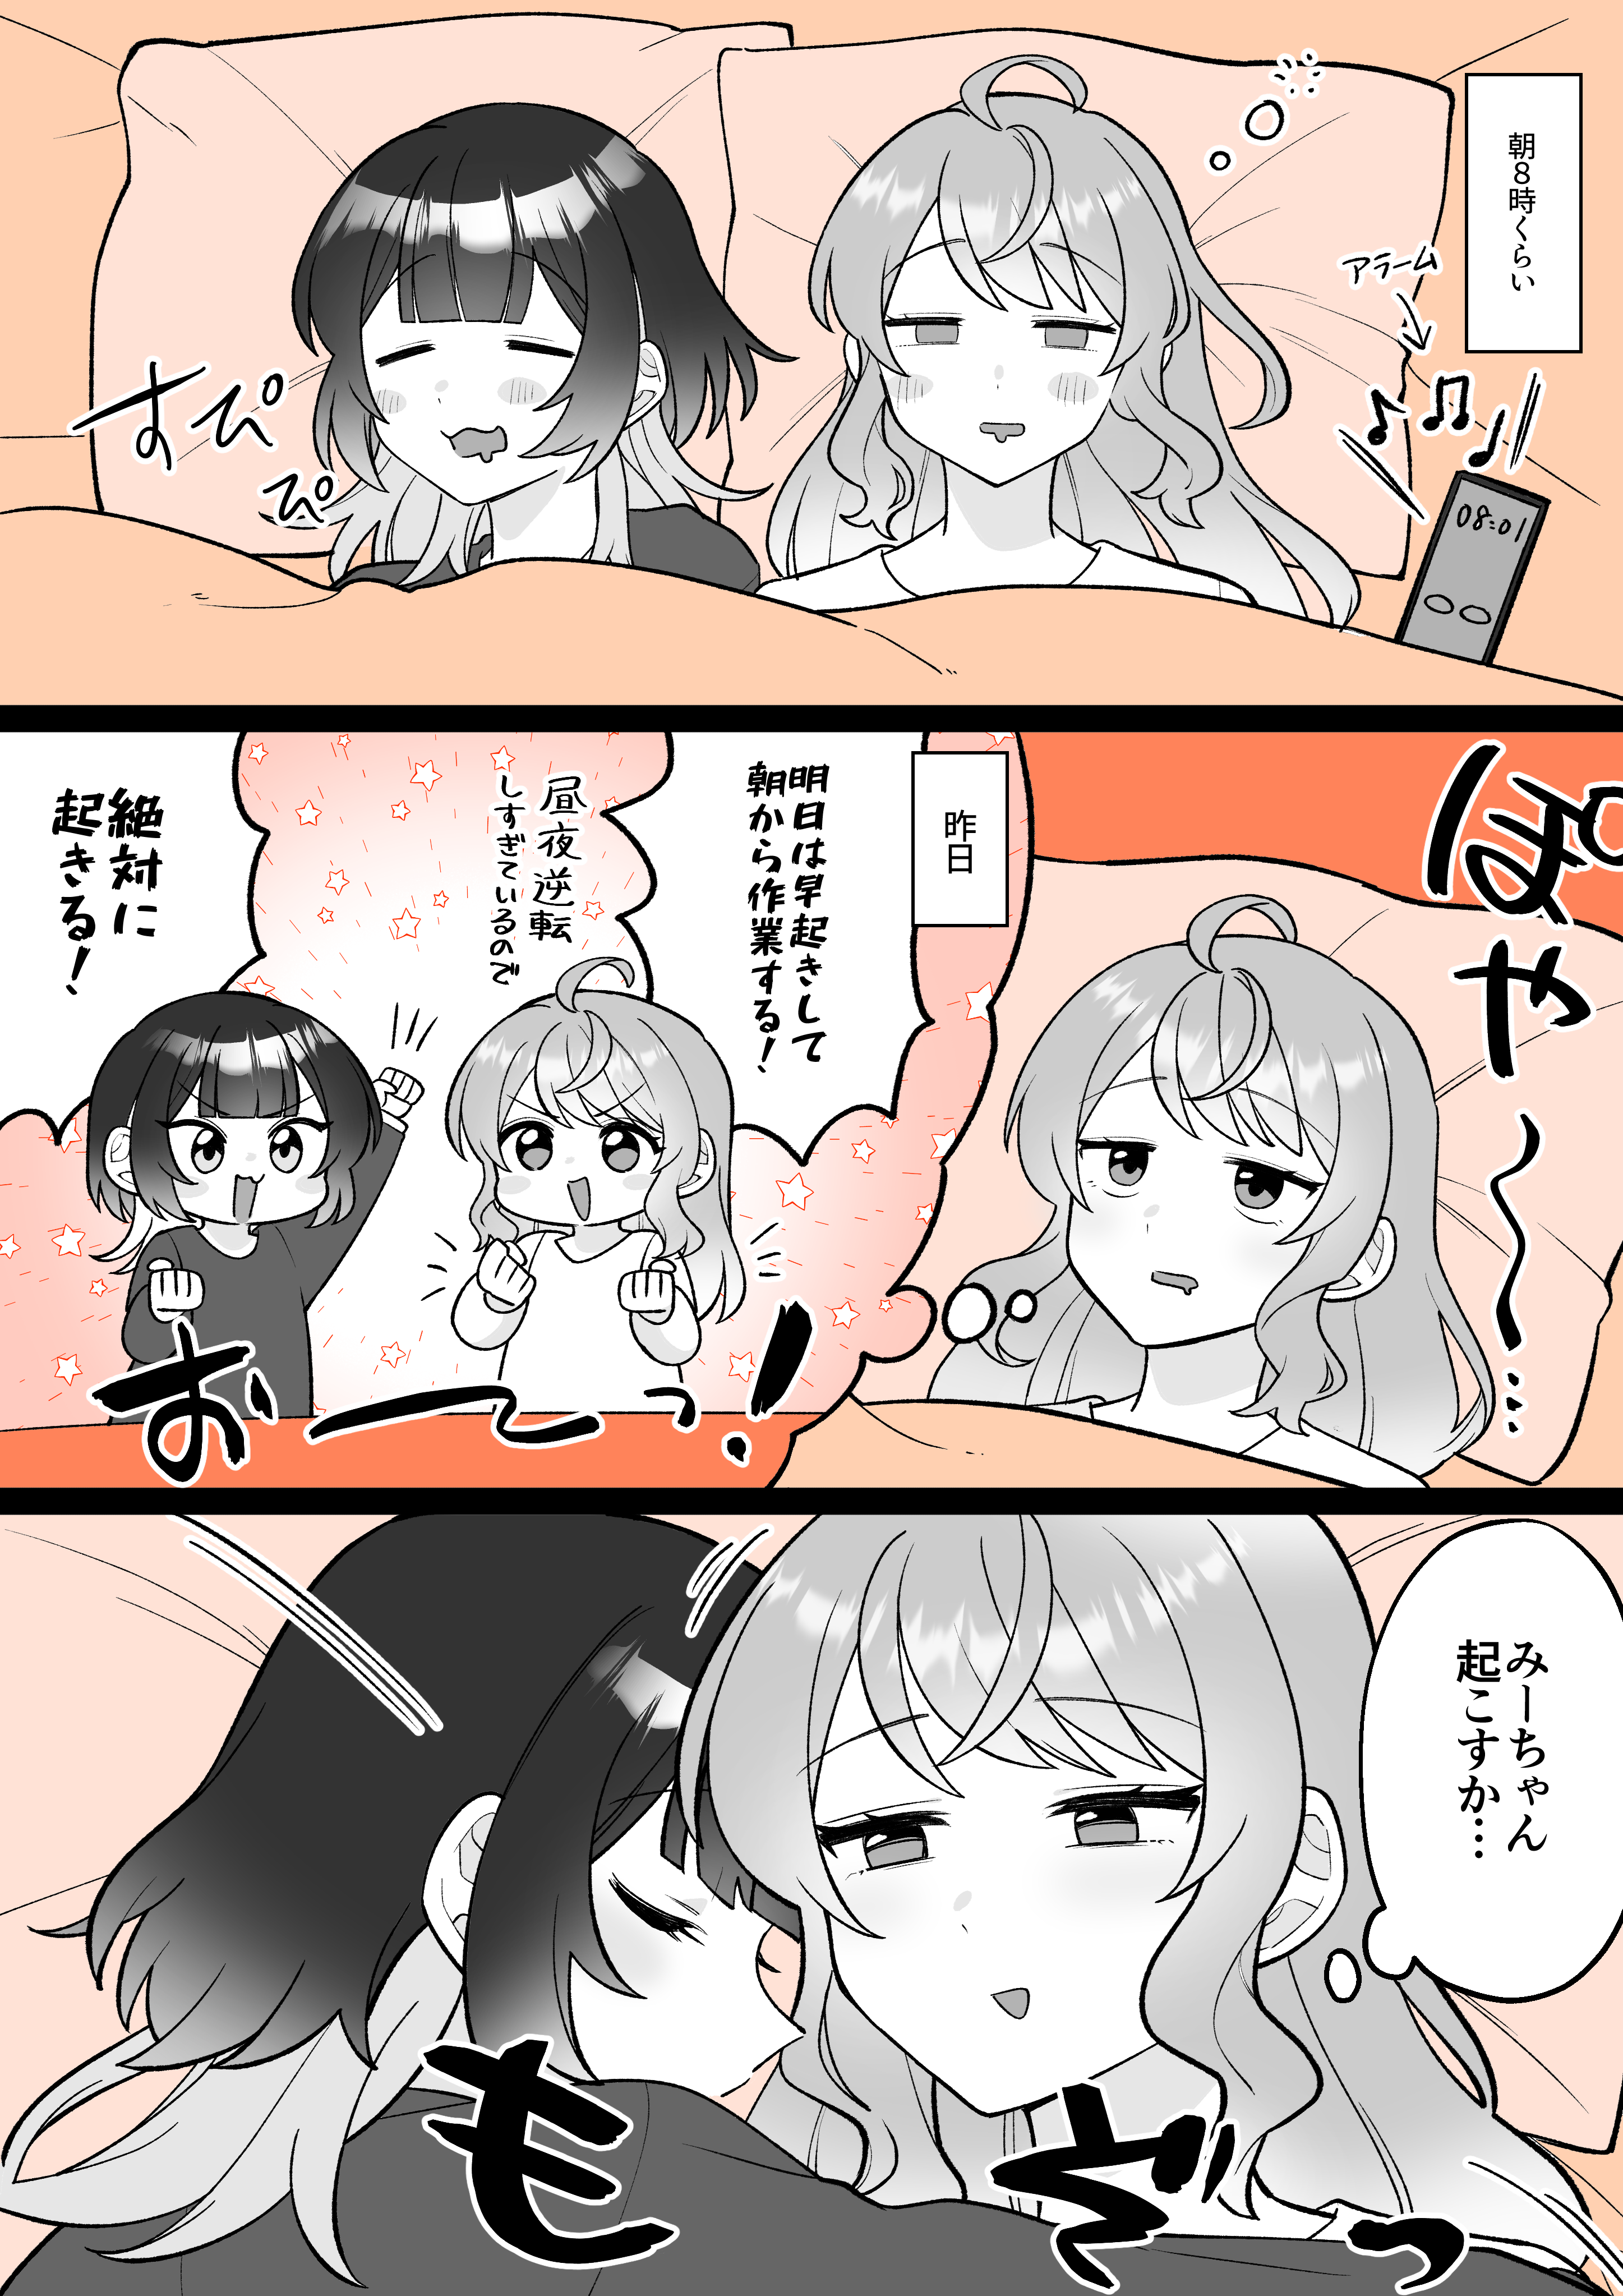 朝8時くらい
アラーム
08:01
すぴ
ぴ
ぽや〜…
昨日
明日は早起きして
朝から作業する!
昼夜逆転
しすぎているので
絶対に
起きる!
おーっ!
みーちゃん
起こすか…
もぞっ